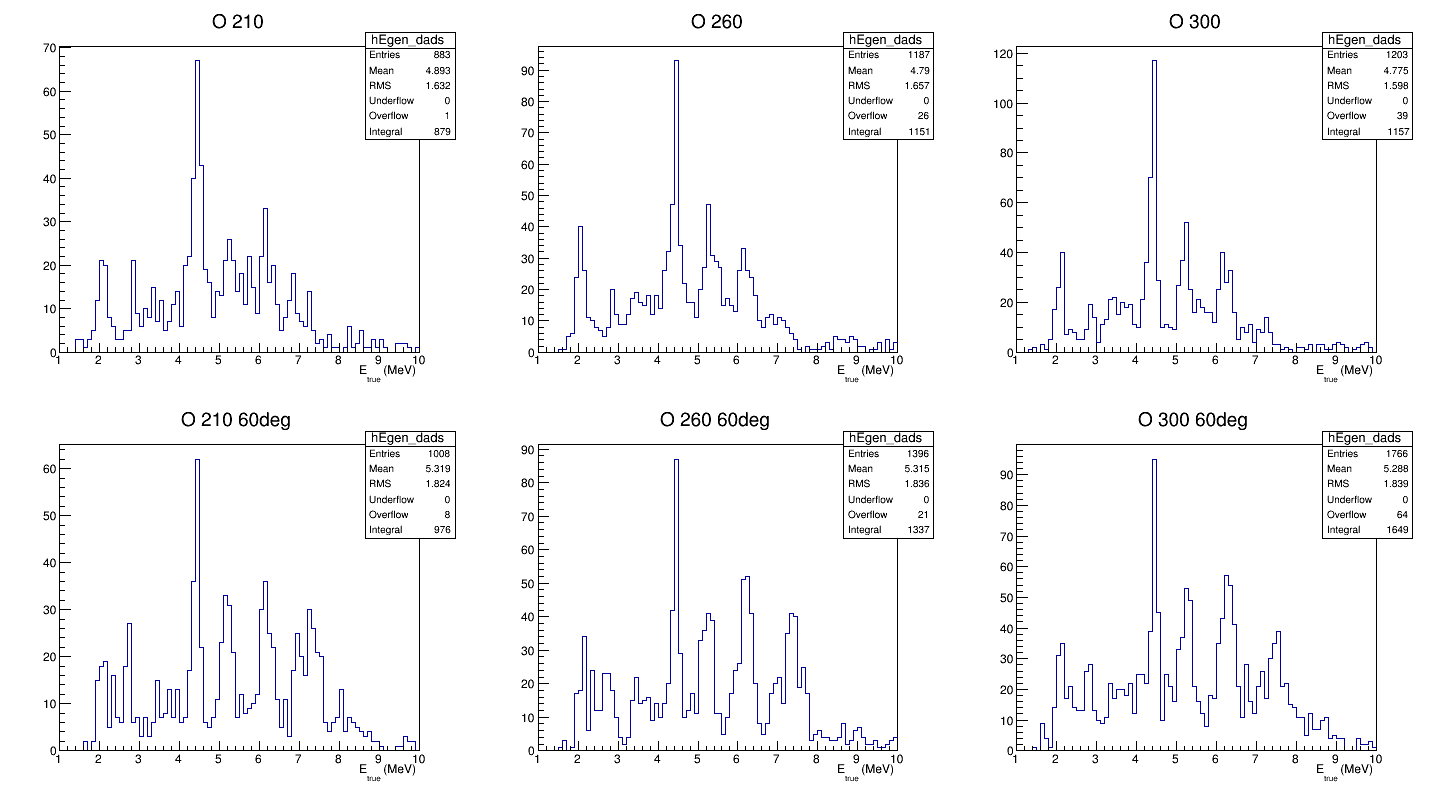 O 210
hEgen_dads
Entries 883
Mean 4.893
RMS 1.632
Underflow 0
Overflow 1
Integral 879
70
60
50
40
30
20
10
0
1 2 3 4 5 6 7 8 9 10
E true (MeV)
O 260
hEgen_dads
Entries 1187
Mean 4.79
RMS 1.657
Underflow 0
Overflow 26
Integral 1151
90
80
70
60
50
40
30
20
10
0
1 2 3 4 5 6 7 8 9 10
E true (MeV)
O 300
hEgen_dads
Entries 1203
Mean 4.775
RMS 1.598
Underflow 0
Overflow 39
Integral 1157
120
100
80
60
40
20
0
1 2 3 4 5 6 7 8 9 10
E true (MeV)
O 210 60deg
hEgen_dads
Entries 1008
Mean 5.319
RMS 1.824
Underflow 0
Overflow 8
Integral 976
60
50
40
30
20
10
0
1 2 3 4 5 6 7 8 9 10
E true (MeV)
O 260 60deg
hEgen_dads
Entries 1396
Mean 5.315
RMS 1.836
Underflow 0
Overflow 21
Integral 1337
90
80
70
60
50
40
30
20
10
0
1 2 3 4 5 6 7 8 9 10
E true (MeV)
O 300 60deg
hEgen_dads
Entries 1766
Mean 5.288
RMS 1.839
Underflow 0
Overflow 64
Integral 1649
90
80
70
60
50
40
30
20
10
0
1 2 3 4 5 6 7 8 9 10
E true (MeV)